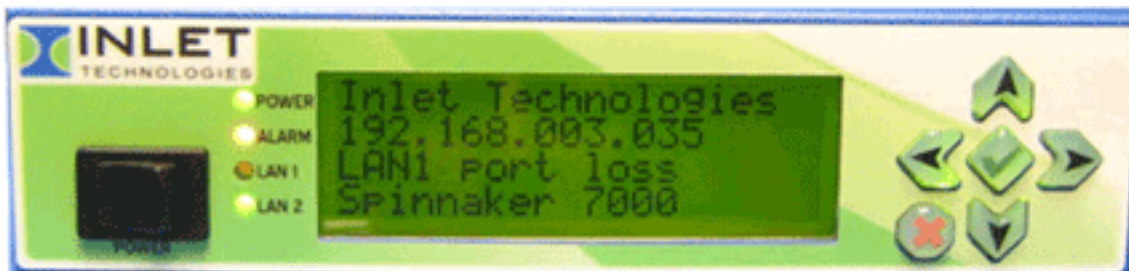 INLET
TECHNOLOGIES
POWER
ALARM
LAN 1
LAN 2
Inlet Technologies
192.168.003.035
LAN1 port loss
Spinnaker 7000
POWER